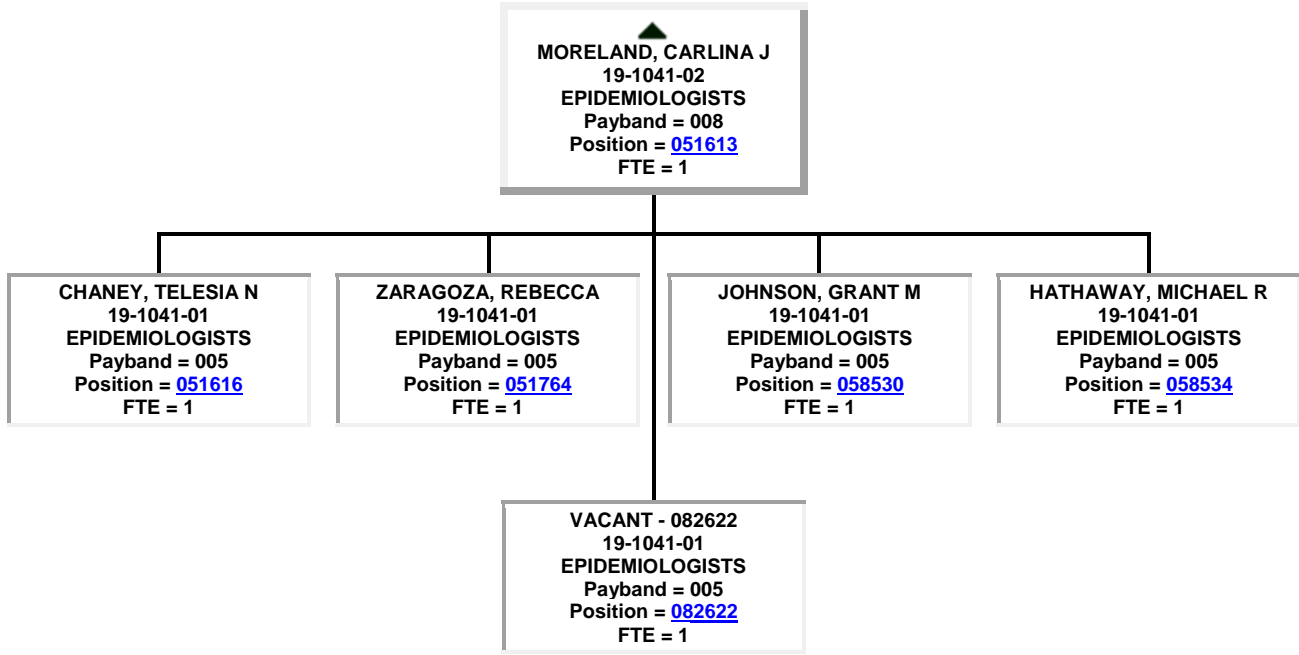 MORELAND, CARLINA J
19-1041-02
EPIDEMIOLOGISTS
Payband = 008
Position = 051613
FTE = 1
CHANEY, TELESIA N
19-1041-01
EPIDEMIOLOGISTS
Payband = 005
Position = 051616
FTE = 1
ZARAGOZA, REBECCA
19-1041-01
EPIDEMIOLOGISTS
Payband = 005
Position = 051764
FTE = 1
JOHNSON, GRANT M
19-1041-01
EPIDEMIOLOGISTS
Payband = 005
Position = 058530
FTE = 1
HATHAWAY, MICHAEL R
19-1041-01
EPIDEMIOLOGISTS
Payband = 005
Position = 058534
FTE = 1
VACANT - 082622
19-1041-01
EPIDEMIOLOGISTS
Payband = 005
Position = 082622
FTE = 1